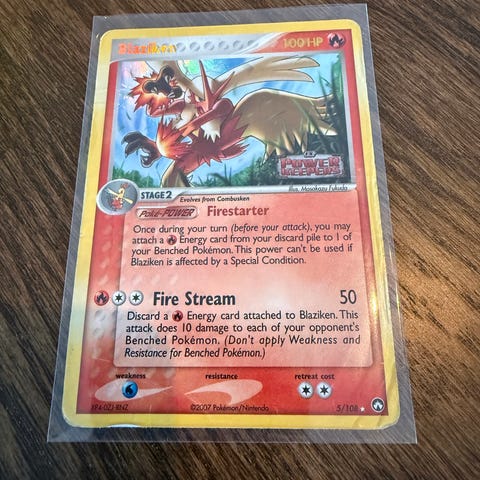 Blaziken 100 HP
EX
POWER
KEEPERS
Illus. Masakazu Fukuda
STAGE 2
Evolves from Combusken
Poké-POWER Firestarter
Once during your turn (before your attack), you may
attach a Energy card from your discard pile to 1 of
your Benched Pokémon. This power can't be used if
Blaziken is affected by a Special Condition.
Fire Stream 50
Discard a Energy card attached to Blaziken. This
attack does 10 damage to each of your opponent's
Benched Pokémon. (Don't apply Weakness and
Resistance for Benched Pokémon.)
weakness resistance retreat cost
©2007 Pokémon/Nintendo
5/108 ★